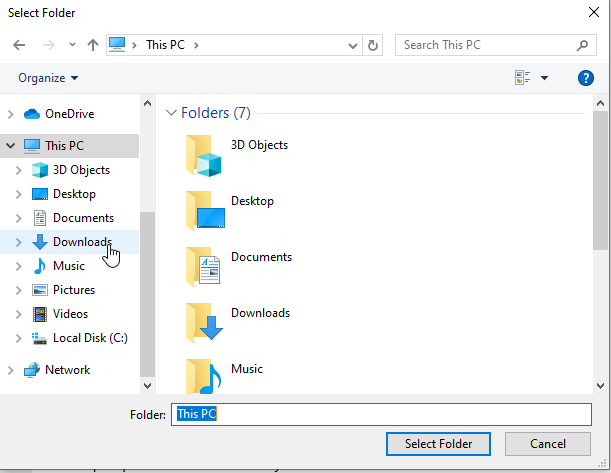 Select Folder
This PC
Search This PC
Organize
?
OneDrive
This PC
3D Objects
Desktop
Documents
Downloads
Music
Pictures
Videos
Local Disk (C:)
Network
Folders (7)
3D Objects
Desktop
Documents
Downloads
Music
Folder: This PC
Select Folder Cancel